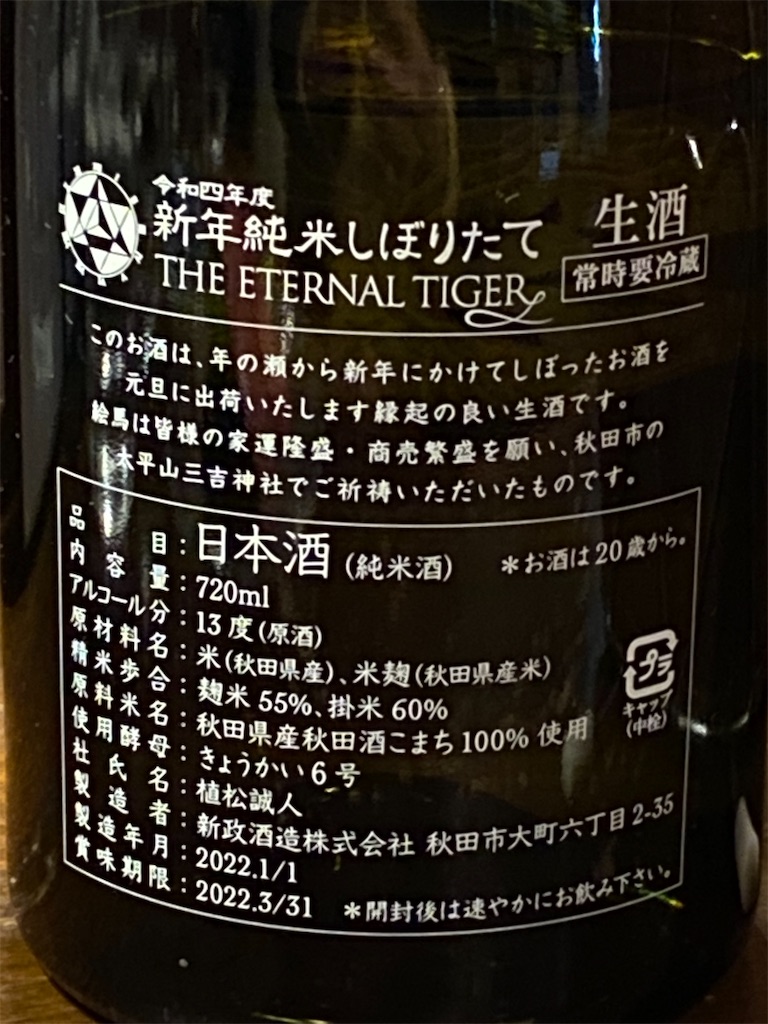 令和四年度
新年純米しぼりたて
THE ETERNAL TIGER
生酒
常時要冷蔵
このお酒は、年の瀬から新年にかけてしぼったお酒を
元旦に出荷いたします縁起の良い生酒です。
絵馬は皆様の家運隆盛・商売繁盛を願い、秋田市の
太平山三吉神社でご祈祷いただいたものです。
品目：日本酒（純米酒） ＊お酒は20歳から。
内容量：720ml
アルコール分：13度（原酒）
原材料名：米（秋田県産）、米麹（秋田県産米）
精米歩合：麹米 55%、掛米 60%
原料米名：秋田県産秋田酒こまち100% 使用
使用酵母：きょうかい6号
杜氏名：植松誠人
製造者：新政酒造株式会社 秋田市大町六丁目2-35
製造年月：2022.1/1
賞味期限：2022.3/31 ＊開封後は速やかにお飲み下さい。
プラ
キャップ
（中栓）